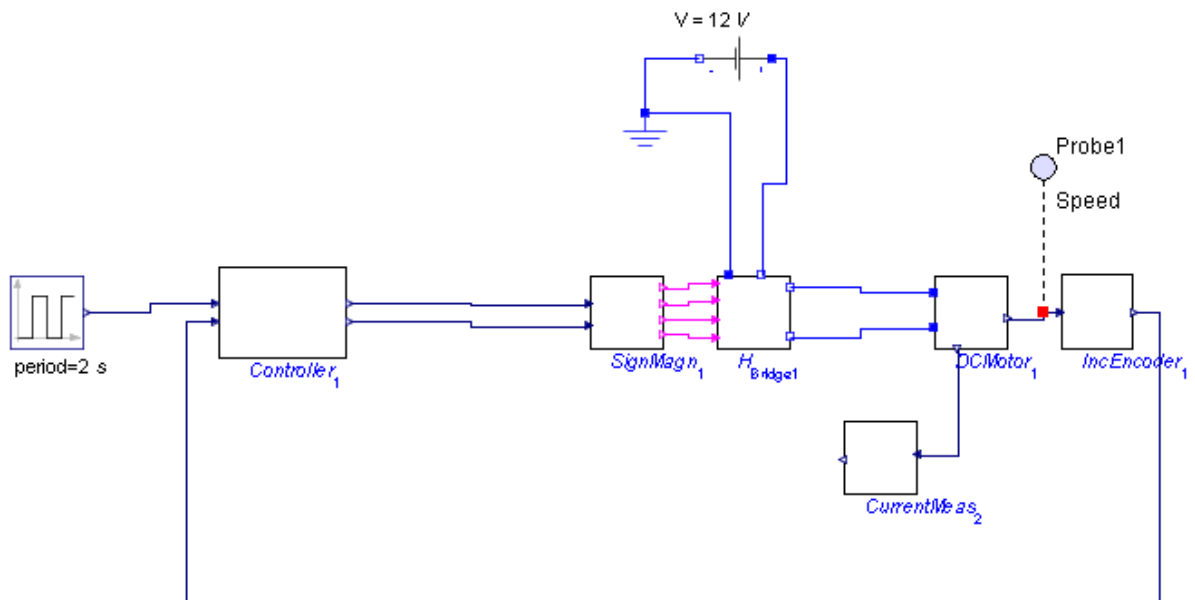 V = 12 V
- +
Probe1
Speed
period=2 s
Controller1
SignMagn1
HBridge1
DCMotor1
IncEncoder1
CurrentMeas2